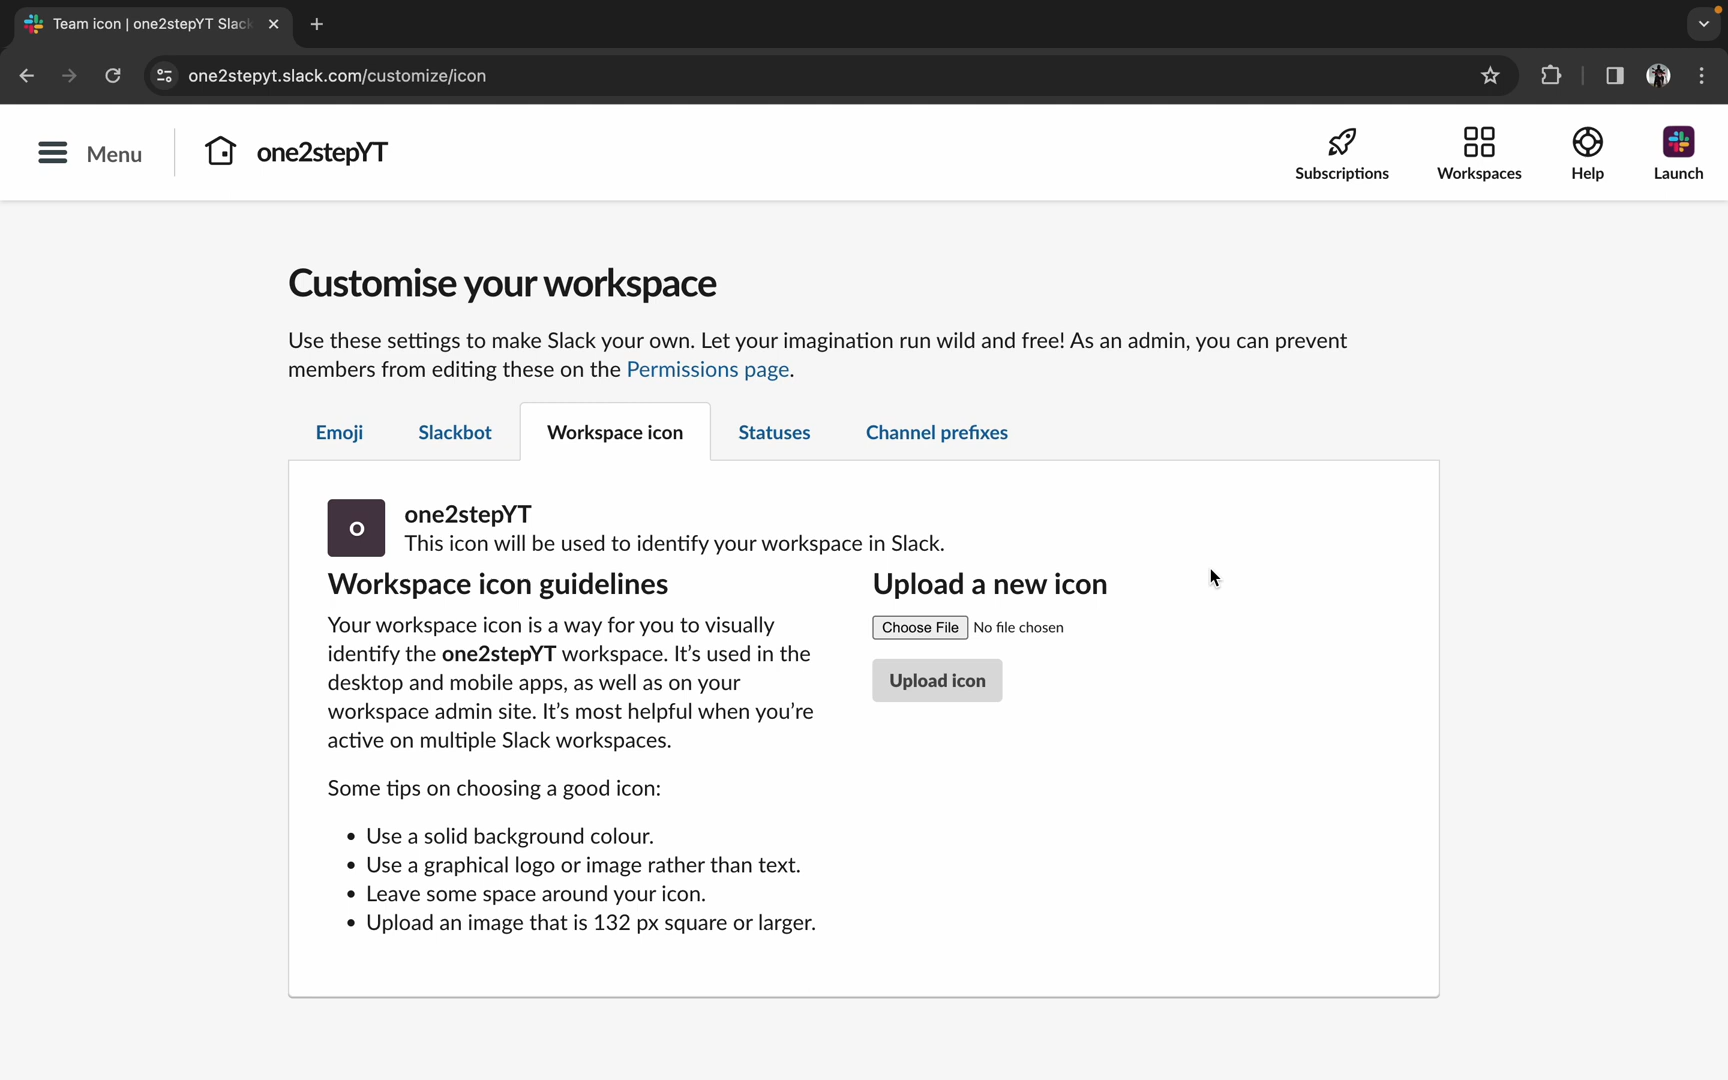 Team icon | one2stepYT Slac
one2stepyt.slack.com/customize/icon
Menu
one2stepYT
Subscriptions
Workspaces
Help
Launch
Customise your workspace
Use these settings to make Slack your own. Let your imagination run wild and free! As an admin, you can prevent
members from editing these on the Permissions page.
Emoji
Slackbot
Workspace icon
Statuses
Channel prefixes
O
one2stepYT
This icon will be used to identify your workspace in Slack.
Workspace icon guidelines
Your workspace icon is a way for you to visually
identify the one2stepYT workspace. It’s used in the
desktop and mobile apps, as well as on your
workspace admin site. It’s most helpful when you’re
active on multiple Slack workspaces.
Some tips on choosing a good icon:
• Use a solid background colour.
• Use a graphical logo or image rather than text.
• Leave some space around your icon.
• Upload an image that is 132 px square or larger.
Upload a new icon
Choose File No file chosen
Upload icon